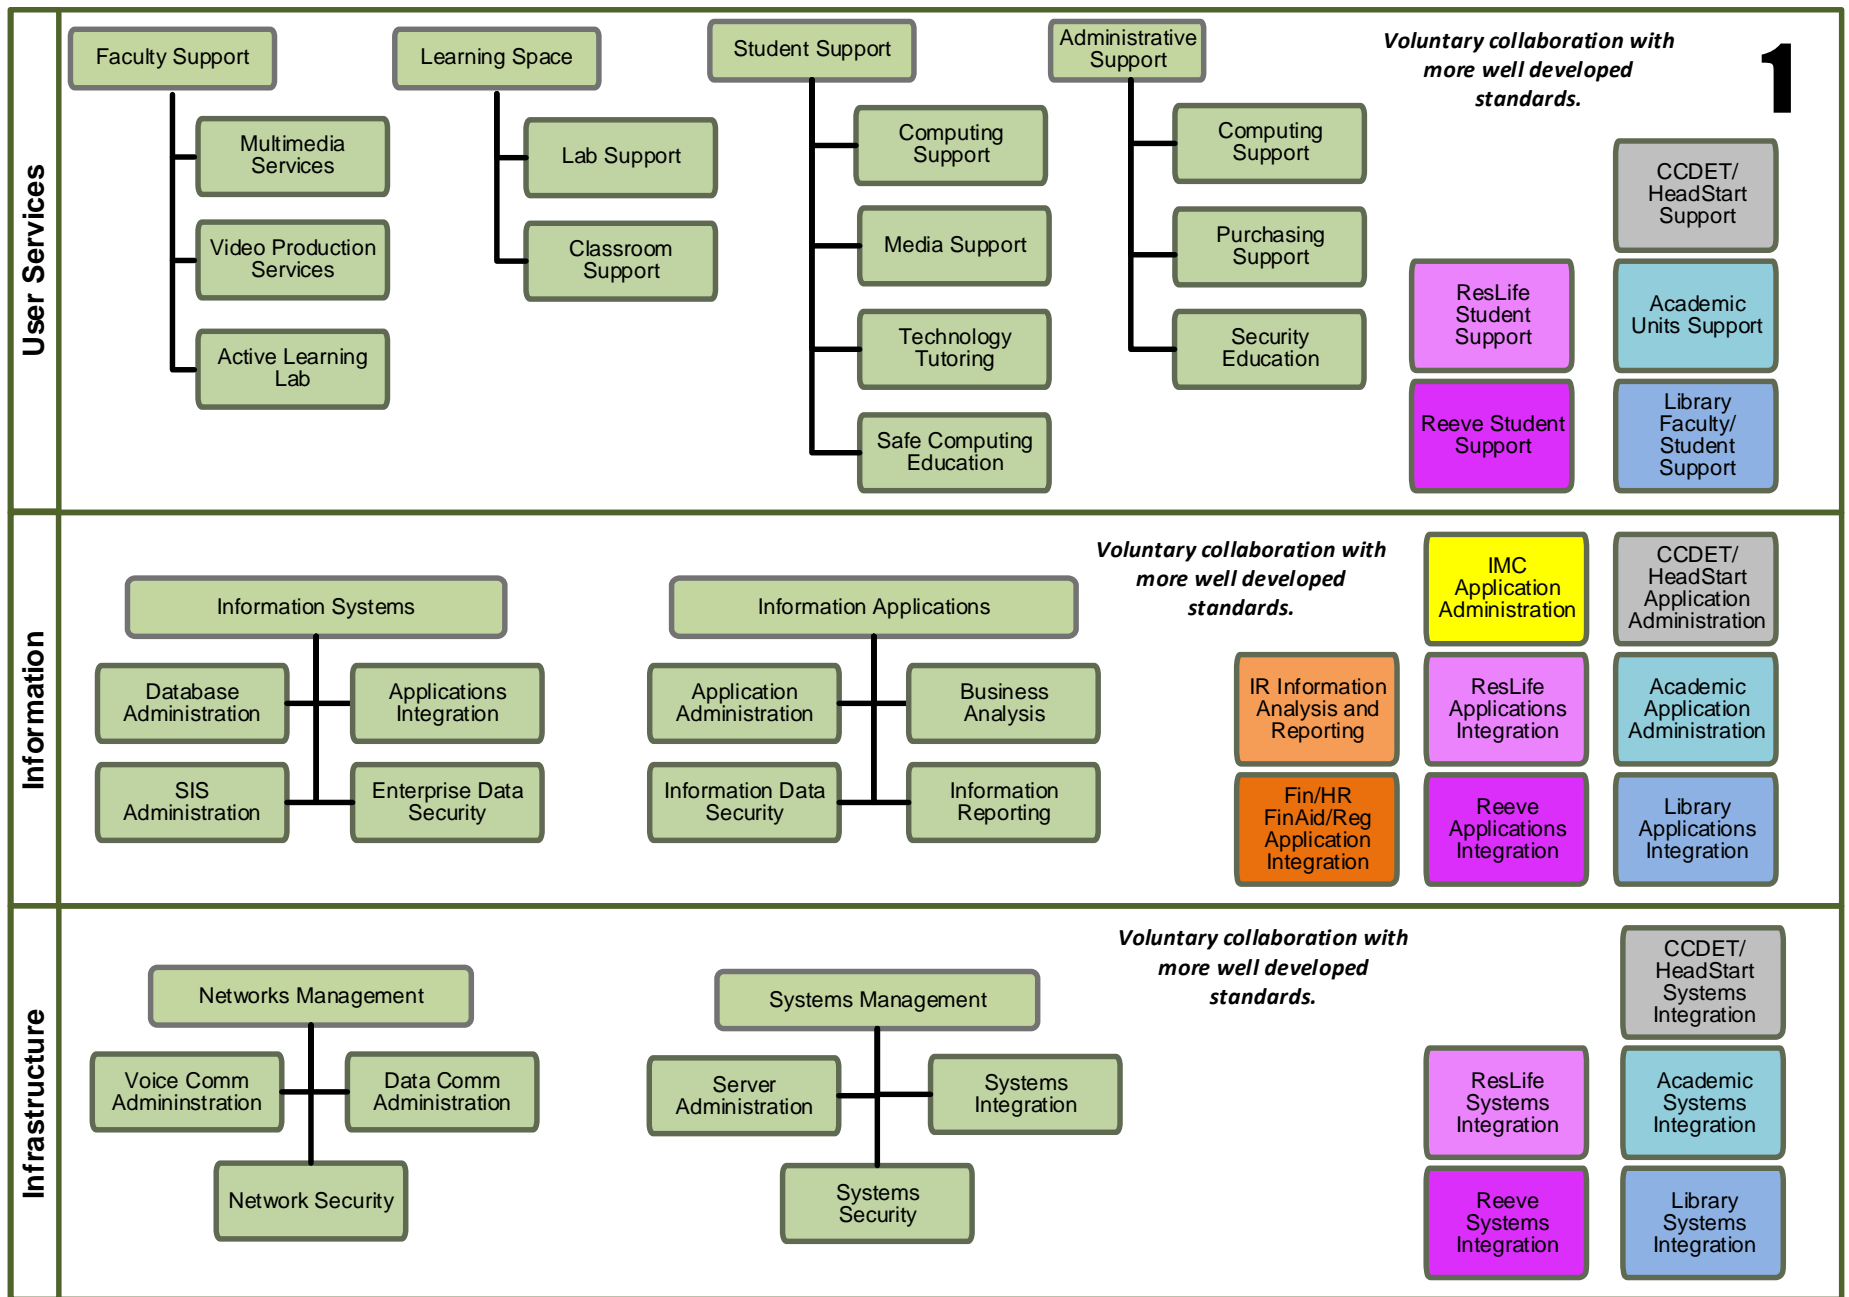 User Services
Faculty Support
Multimedia
Services
Video Production
Services
Active Learning
Lab
Learning Space
Lab Support
Classroom
Support
Student Support
Computing
Support
Media Support
Technology
Tutoring
Safe Computing
Education
Administrative
Support
Computing
Support
Purchasing
Support
Security
Education
Voluntary collaboration with
more well developed
standards.
1
CCDET/
HeadStart
Support
ResLife
Student
Support
Academic
Units Support
Reeve Student
Support
Library
Faculty/
Student
Support
Information
Information Systems
Database
Administration
Applications
Integration
SIS
Administration
Enterprise Data
Security
Information Applications
Application
Administration
Business
Analysis
Information Data
Security
Information
Reporting
Voluntary collaboration with
more well developed
standards.
IMC
Application
Administration
CCDET/
HeadStart
Application
Administration
IR Information
Analysis and
Reporting
ResLife
Applications
Integration
Academic
Application
Administration
Fin/HR
FinAid/Reg
Application
Integration
Reeve
Applications
Integration
Library
Applications
Integration
Infrastructure
Networks Management
Voice Comm
Admininstration
Data Comm
Administration
Network Security
Systems Management
Server
Administration
Systems
Integration
Systems
Security
Voluntary collaboration with
more well developed
standards.
CCDET/
HeadStart
Systems
Integration
ResLife
Systems
Integration
Academic
Systems
Integration
Reeve
Systems
Integration
Library
Systems
Integration